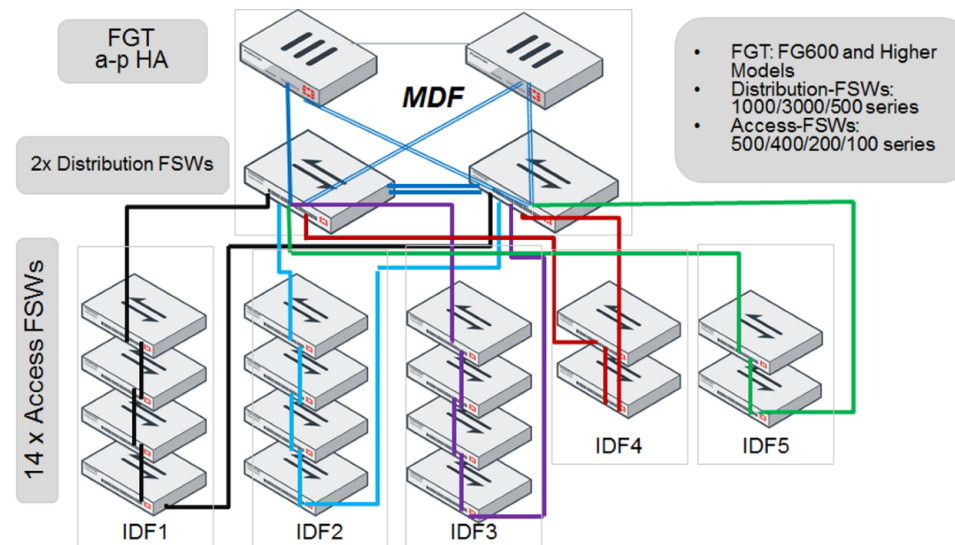 FGT
a-p HA
MDF
• FGT: FG600 and Higher
Models
• Distribution-FSWs:
1000/3000/500 series
• Access-FSWs:
500/400/200/100 series
2x Distribution FSWs
14 x Access FSWs
IDF1
IDF2
IDF3
IDF4
IDF5